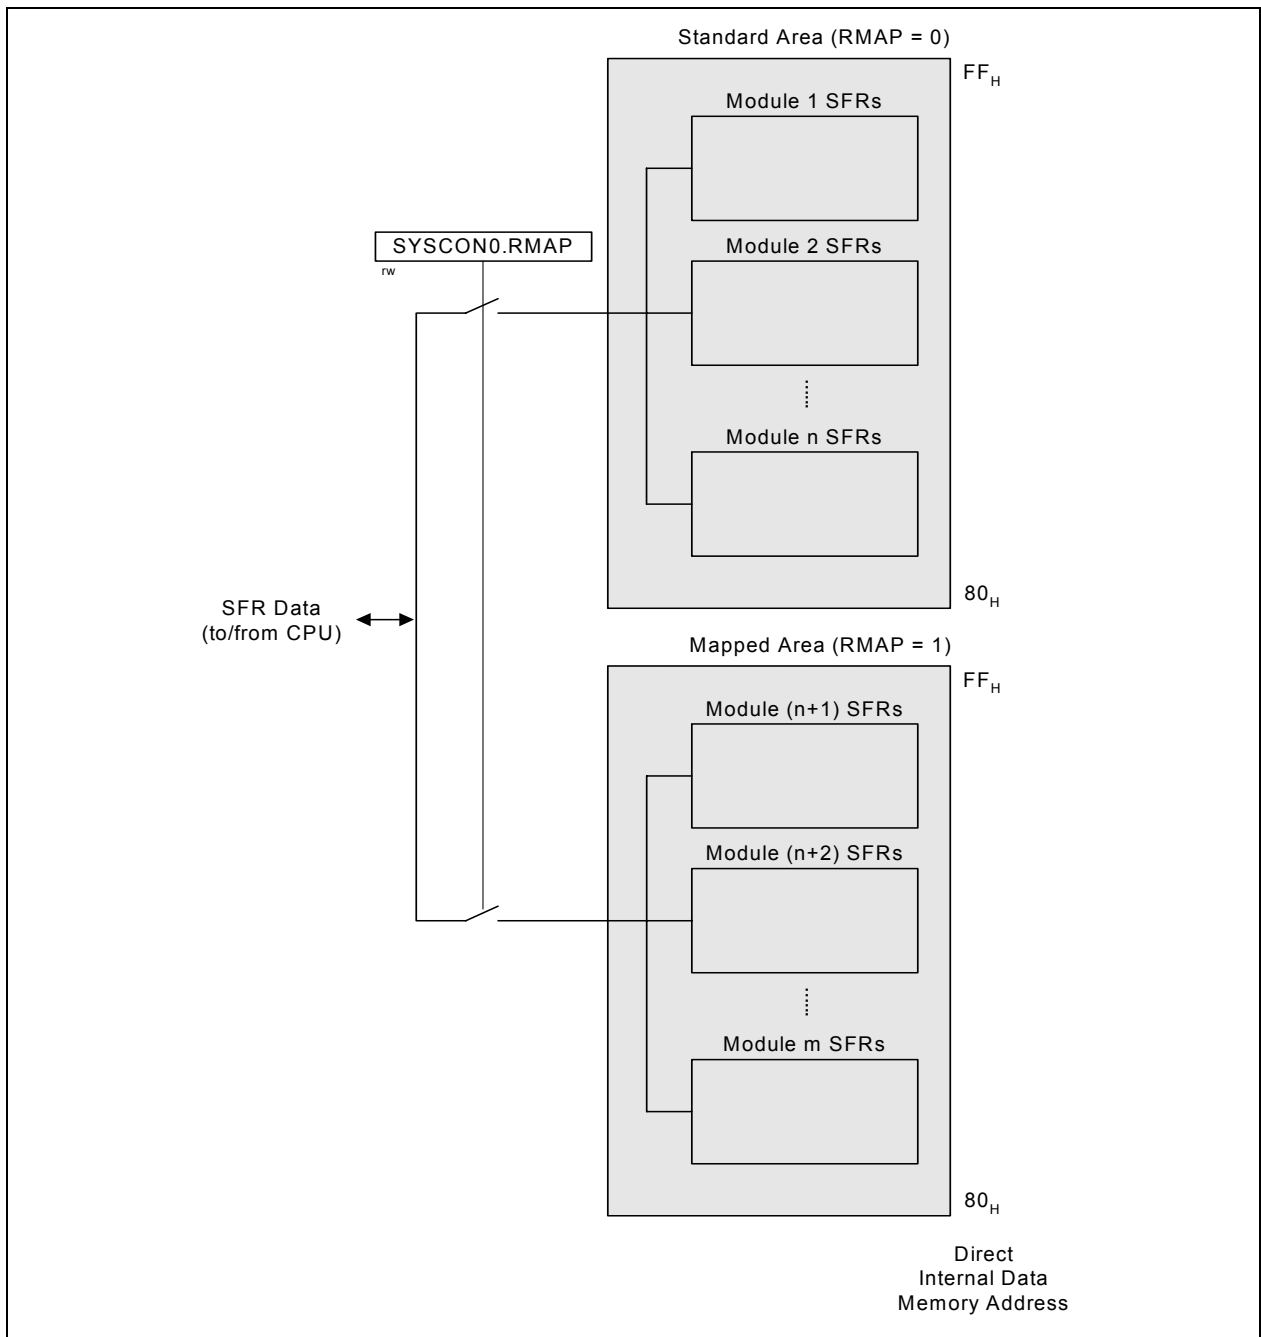 Standard Area (RMAP = 0)
FFH
Module 1 SFRs
SYSCON0.RMAP
rw
Module 2 SFRs
Module n SFRs
80H
SFR Data
(to/from CPU)
Mapped Area (RMAP = 1)
FFH
Module (n+1) SFRs
Module (n+2) SFRs
Module m SFRs
80H
Direct
Internal Data
Memory Address